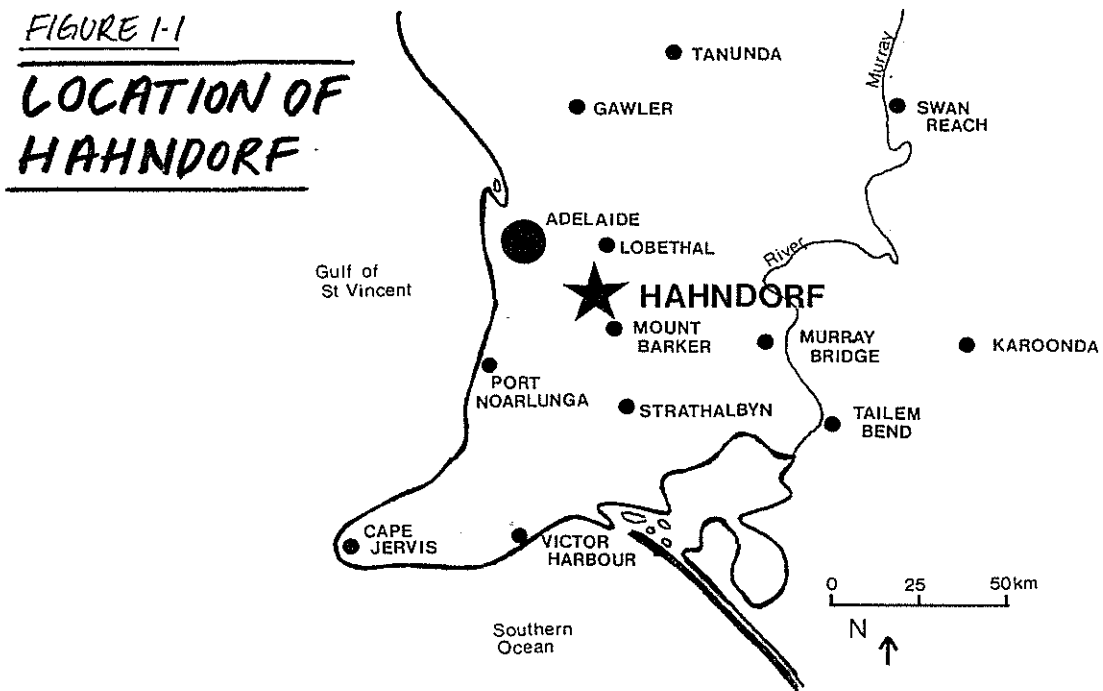 FIGURE 1-1
LOCATION OF
HAHNDORF
TANUNDA
GAWLER
Murray
SWAN
REACH
ADELAIDE
LOBETHAL
River
Gulf of
St Vincent
HAHNDORF
MOUNT
BARKER
MURRAY
BRIDGE
KAROONDA
PORT
NOARLUNGA
STRATHALBYN
TAILEM
BEND
CAPE
JERVIS
VICTOR
HARBOUR
0 25 50km
N
Southern
Ocean